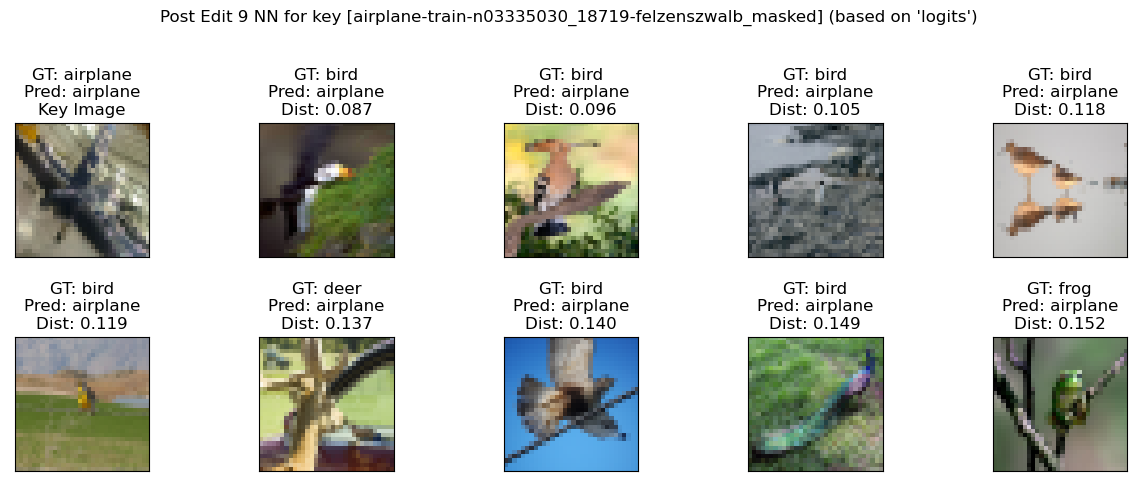 Post Edit 9 NN for key [airplane-train-n03335030_18719-felzenszwalb_masked] (based on 'logits')
GT: airplane
Pred: airplane
Key Image
GT: bird
Pred: airplane
Dist: 0.087
GT: bird
Pred: airplane
Dist: 0.096
GT: bird
Pred: airplane
Dist: 0.105
GT: bird
Pred: airplane
Dist: 0.118
GT: bird
Pred: airplane
Dist: 0.119
GT: deer
Pred: airplane
Dist: 0.137
GT: bird
Pred: airplane
Dist: 0.140
GT: bird
Pred: airplane
Dist: 0.149
GT: frog
Pred: airplane
Dist: 0.152